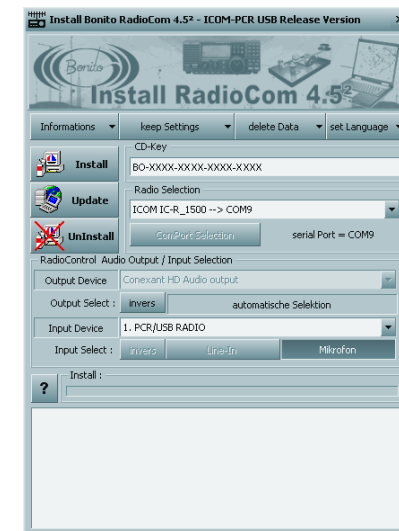 Install Bonito RadioCom 4.5² - ICOM-PCR USB Release Version
Bonito
Install RadioCom 4.5²
Informations keep Settings delete Data set Language
CD-Key
Install
BO-XXXX-XXXX-XXXX-XXXX
Radio Selection
Update
ICOM IC-R_1500 --> COM9
UnInstall ComPort Selection serial Port = COM9
RadioControl Audio Output / Input Selection
Output Device Conexant HD Audio output
Output Select : invers automatische Selektion
Input Device 1. PCR/USB RADIO
Input Select : invers Line-In Mikrofon
Install :
?